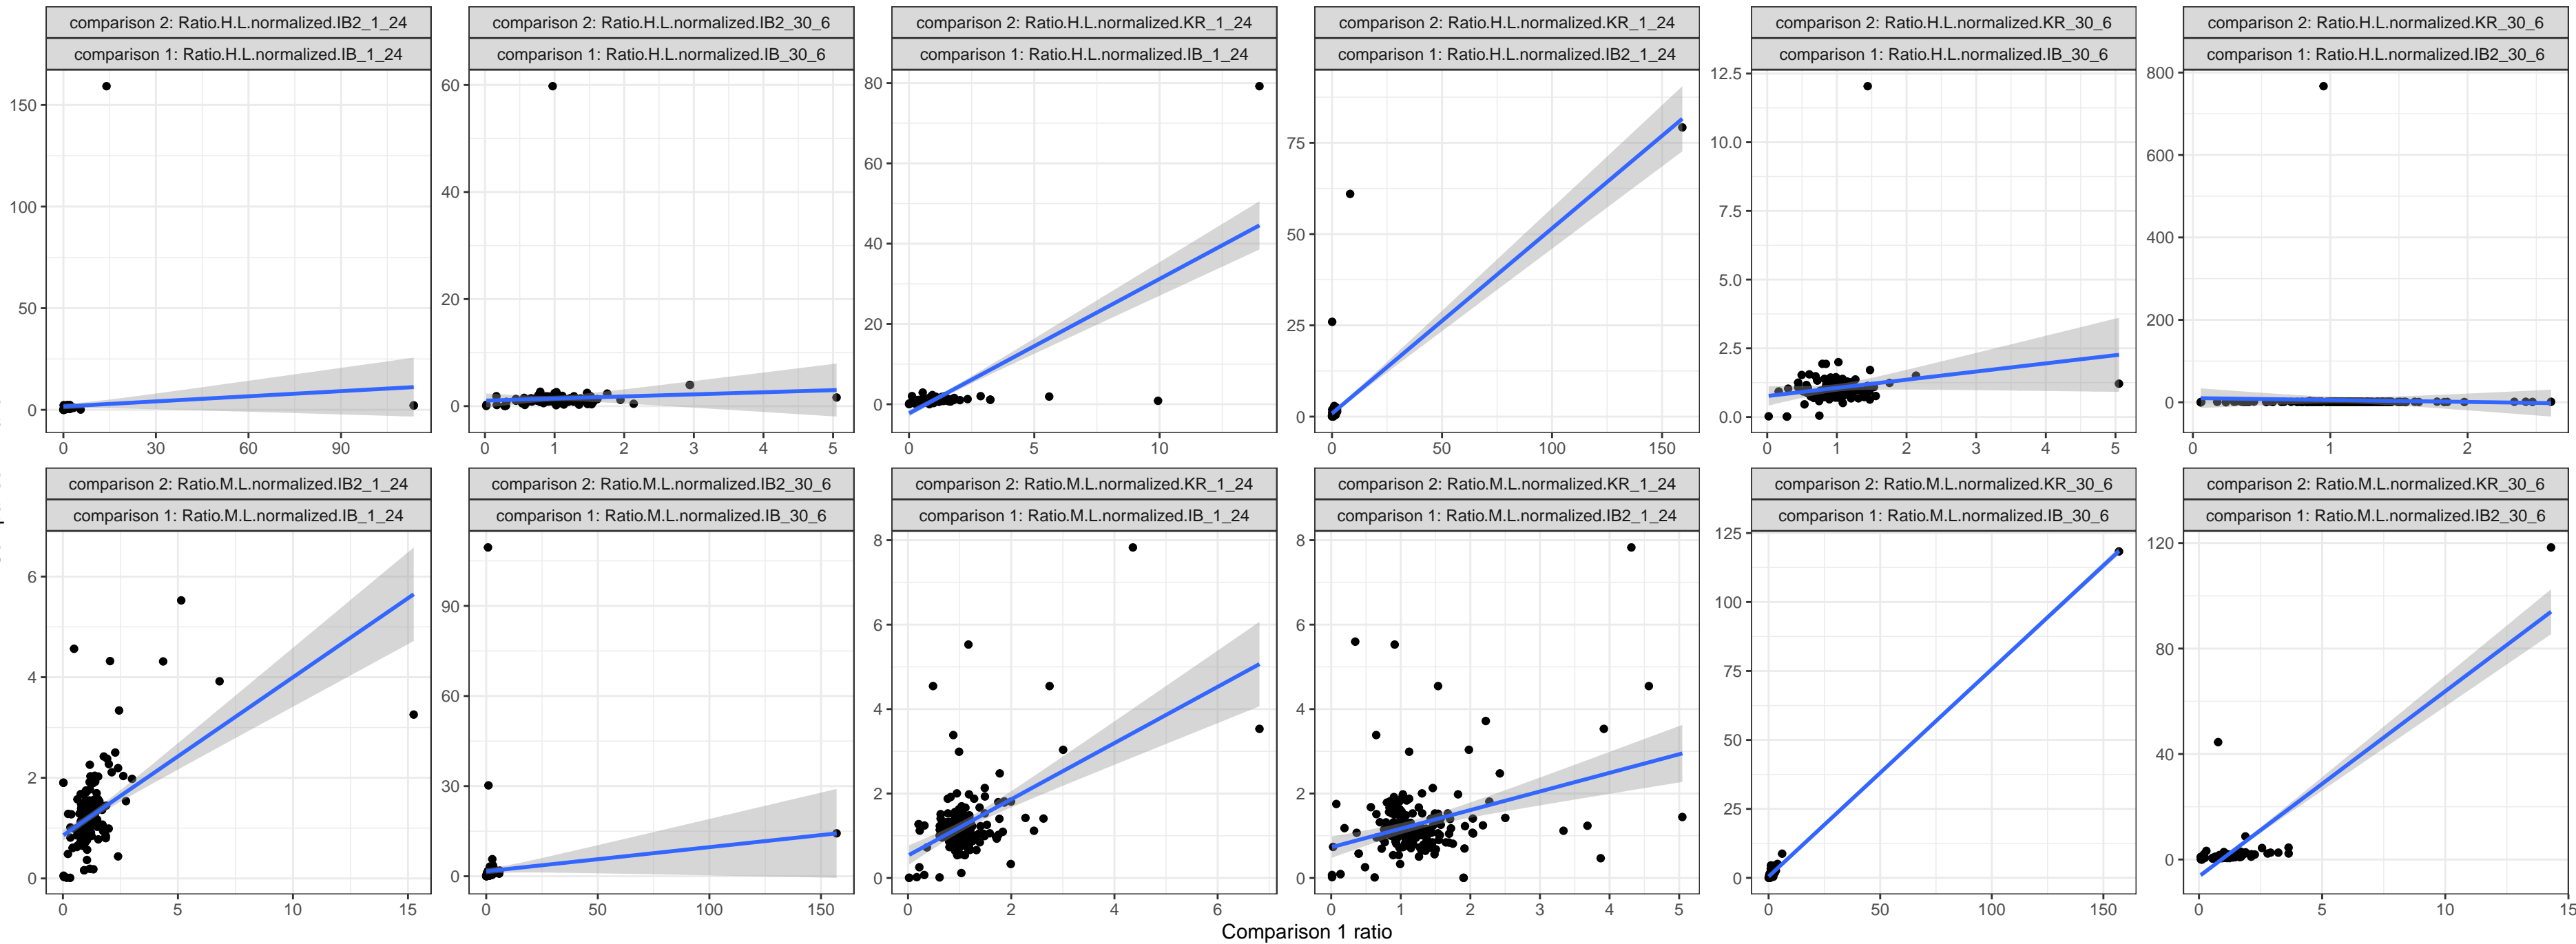 comparison 2: Ratio.H.L.normalized.IB2_1_24
comparison 1: Ratio.H.L.normalized.IB_1_24
150
100
50
0
0 30 60 90
comparison 2: Ratio.H.L.normalized.IB2_30_6
comparison 1: Ratio.H.L.normalized.IB_30_6
60
40
20
0
0 1 2 3 4 5
comparison 2: Ratio.H.L.normalized.KR_1_24
comparison 1: Ratio.H.L.normalized.IB_1_24
80
60
40
20
0
0 5 10
comparison 2: Ratio.H.L.normalized.KR_1_24
comparison 1: Ratio.H.L.normalized.IB2_1_24
75
50
25
0
0 50 100 150
comparison 2: Ratio.H.L.normalized.KR_30_6
comparison 1: Ratio.H.L.normalized.IB_30_6
12.5
10.0
7.5
5.0
2.5
0.0
0 1 2 3 4 5
comparison 2: Ratio.H.L.normalized.KR_30_6
comparison 1: Ratio.H.L.normalized.IB2_30_6
800
600
400
200
0
0 1 2
comparison 2: Ratio.M.L.normalized.IB2_1_24
comparison 1: Ratio.M.L.normalized.IB_1_24
6
4
2
0
0 5 10 15
comparison 2: Ratio.M.L.normalized.IB2_30_6
comparison 1: Ratio.M.L.normalized.IB_30_6
90
60
30
0
0 50 100 150
comparison 2: Ratio.M.L.normalized.KR_1_24
comparison 1: Ratio.M.L.normalized.IB_1_24
8
6
4
2
0
0 2 4 6
comparison 2: Ratio.M.L.normalized.KR_1_24
comparison 1: Ratio.M.L.normalized.IB2_1_24
8
6
4
2
0
0 1 2 3 4 5
comparison 2: Ratio.M.L.normalized.KR_30_6
comparison 1: Ratio.M.L.normalized.IB_30_6
125
100
75
50
25
0
0 50 100 150
comparison 2: Ratio.M.L.normalized.KR_30_6
comparison 1: Ratio.M.L.normalized.IB2_30_6
120
80
40
0
0 5 10 15
Comparison 1 ratio